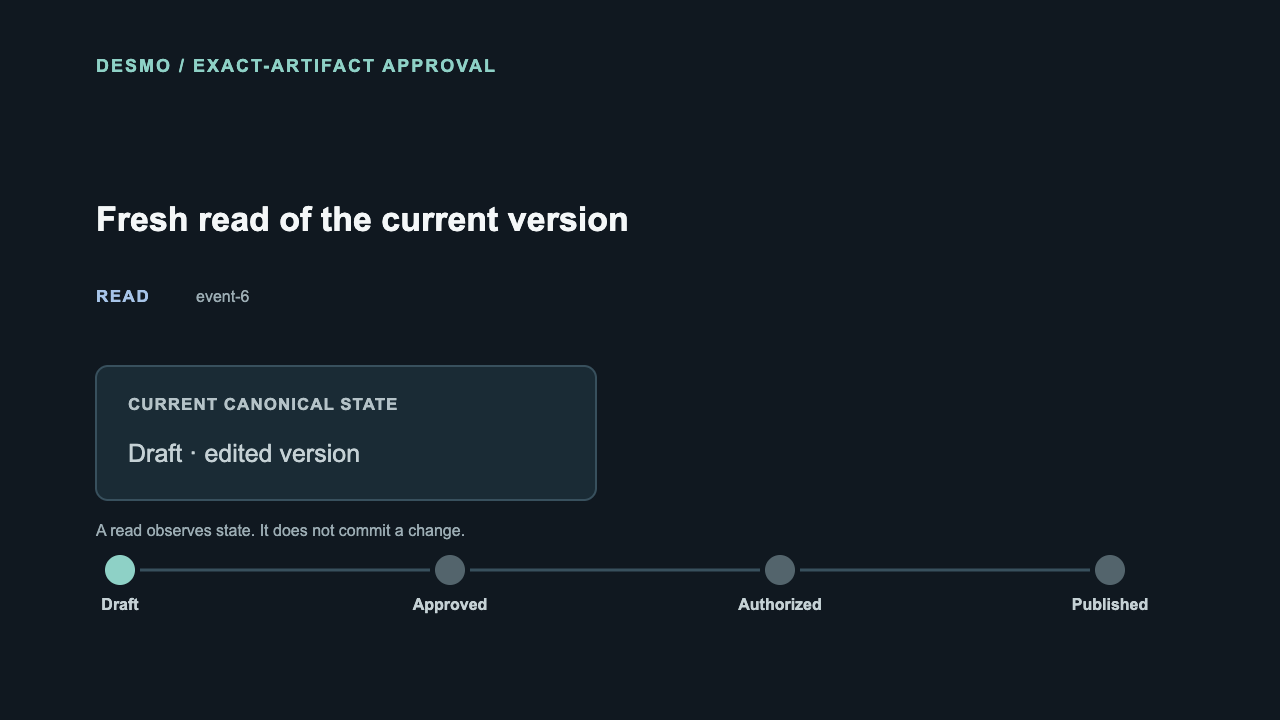 DESMO / EXACT-ARTIFACT APPROVAL
Fresh read of the current version
READ event-6
CURRENT CANONICAL STATE
Draft · edited version
A read observes state. It does not commit a change.
Draft Approved Authorized Published